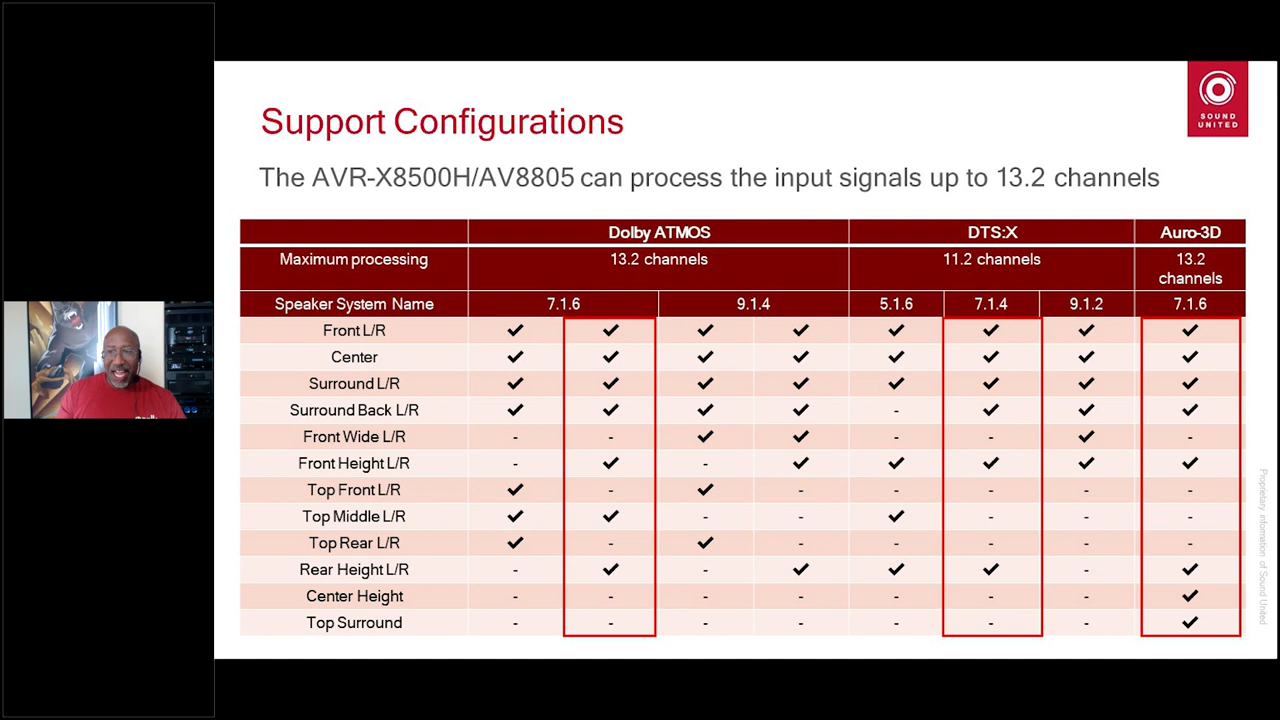 SOUND
UNITED
Support Configurations
The AVR-X8500H/AV8805 can process the input signals up to 13.2 channels
Dolby ATMOS DTS:X Auro-3D
Maximum processing 13.2 channels 11.2 channels 13.2 channels
Speaker System Name 7.1.6 9.1.4 5.1.6 7.1.4 9.1.2 7.1.6
Front L/R ✓ ✓ ✓ ✓ ✓ ✓ ✓ ✓
Center ✓ ✓ ✓ ✓ ✓ ✓ ✓ ✓
Surround L/R ✓ ✓ ✓ ✓ ✓ ✓ ✓ ✓
Surround Back L/R ✓ ✓ ✓ ✓ - ✓ ✓ ✓
Front Wide L/R - - ✓ ✓ - - ✓ -
Front Height L/R - ✓ - ✓ ✓ ✓ ✓ ✓
Top Front L/R ✓ - ✓ - - - - -
Top Middle L/R ✓ ✓ - - ✓ - - -
Top Rear L/R ✓ - ✓ - - - - -
Rear Height L/R - ✓ - ✓ ✓ ✓ - ✓
Center Height - - - - - - - ✓
Top Surround - - - - - - - ✓
Proprietary information of Sound United